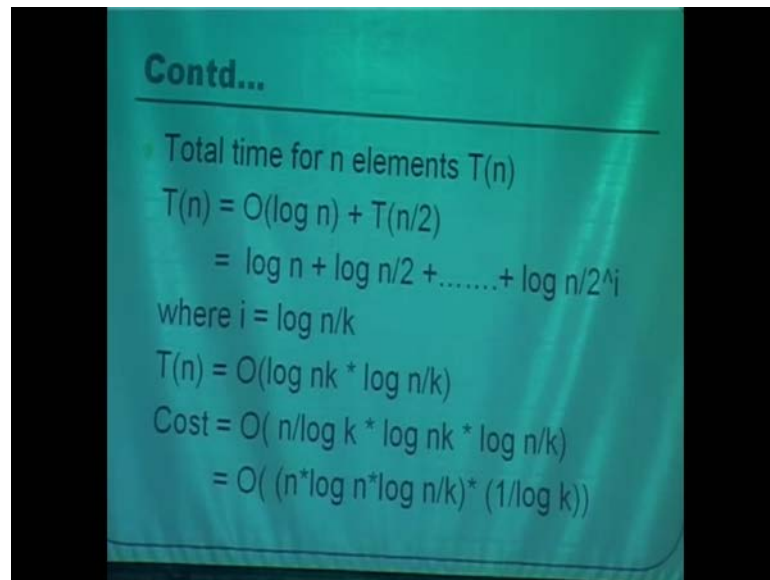 Contd...
Total time for n elements T(n)
T(n) = O(log n) + T(n/2)
= log n + log n/2 +.......+ log n/2^i
where i = log n/k
T(n) = O(log nk * log n/k)
Cost = O( n/log k * log nk * log n/k)
= O( (n*log n*log n/k)* (1/log k))